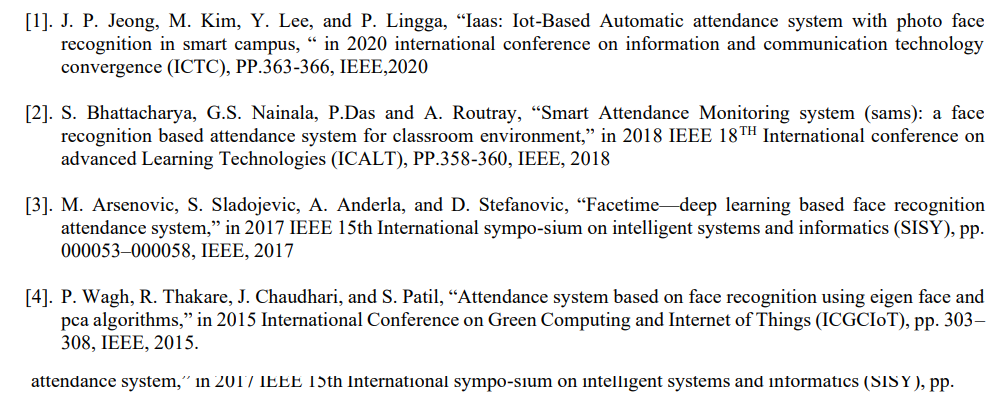 [1]. J. P. Jeong, M. Kim, Y. Lee, and P. Lingga, “Iaas: Iot-Based Automatic attendance system with photo face
recognition in smart campus, “ in 2020 international conference on information and communication technology
convergence (ICTC), PP.363-366, IEEE,2020
[2]. S. Bhattacharya, G.S. Nainala, P.Das and A. Routray, “Smart Attendance Monitoring system (sams): a face
recognition based attendance system for classroom environment,” in 2018 IEEE 18TH International conference on
advanced Learning Technologies (ICALT), PP.358-360, IEEE, 2018
[3]. M. Arsenovic, S. Sladojevic, A. Anderla, and D. Stefanovic, “Facetime—deep learning based face recognition
attendance system,” in 2017 IEEE 15th International sympo-sium on intelligent systems and informatics (SISY), pp.
000053–000058, IEEE, 2017
[4]. P. Wagh, R. Thakare, J. Chaudhari, and S. Patil, “Attendance system based on face recognition using eigen face and
pca algorithms,” in 2015 International Conference on Green Computing and Internet of Things (ICGCIoT), pp. 303–
308, IEEE, 2015.
attendance system,” in 2017 IEEE 15th International sympo-sium on intelligent systems and informatics (SISY), pp.